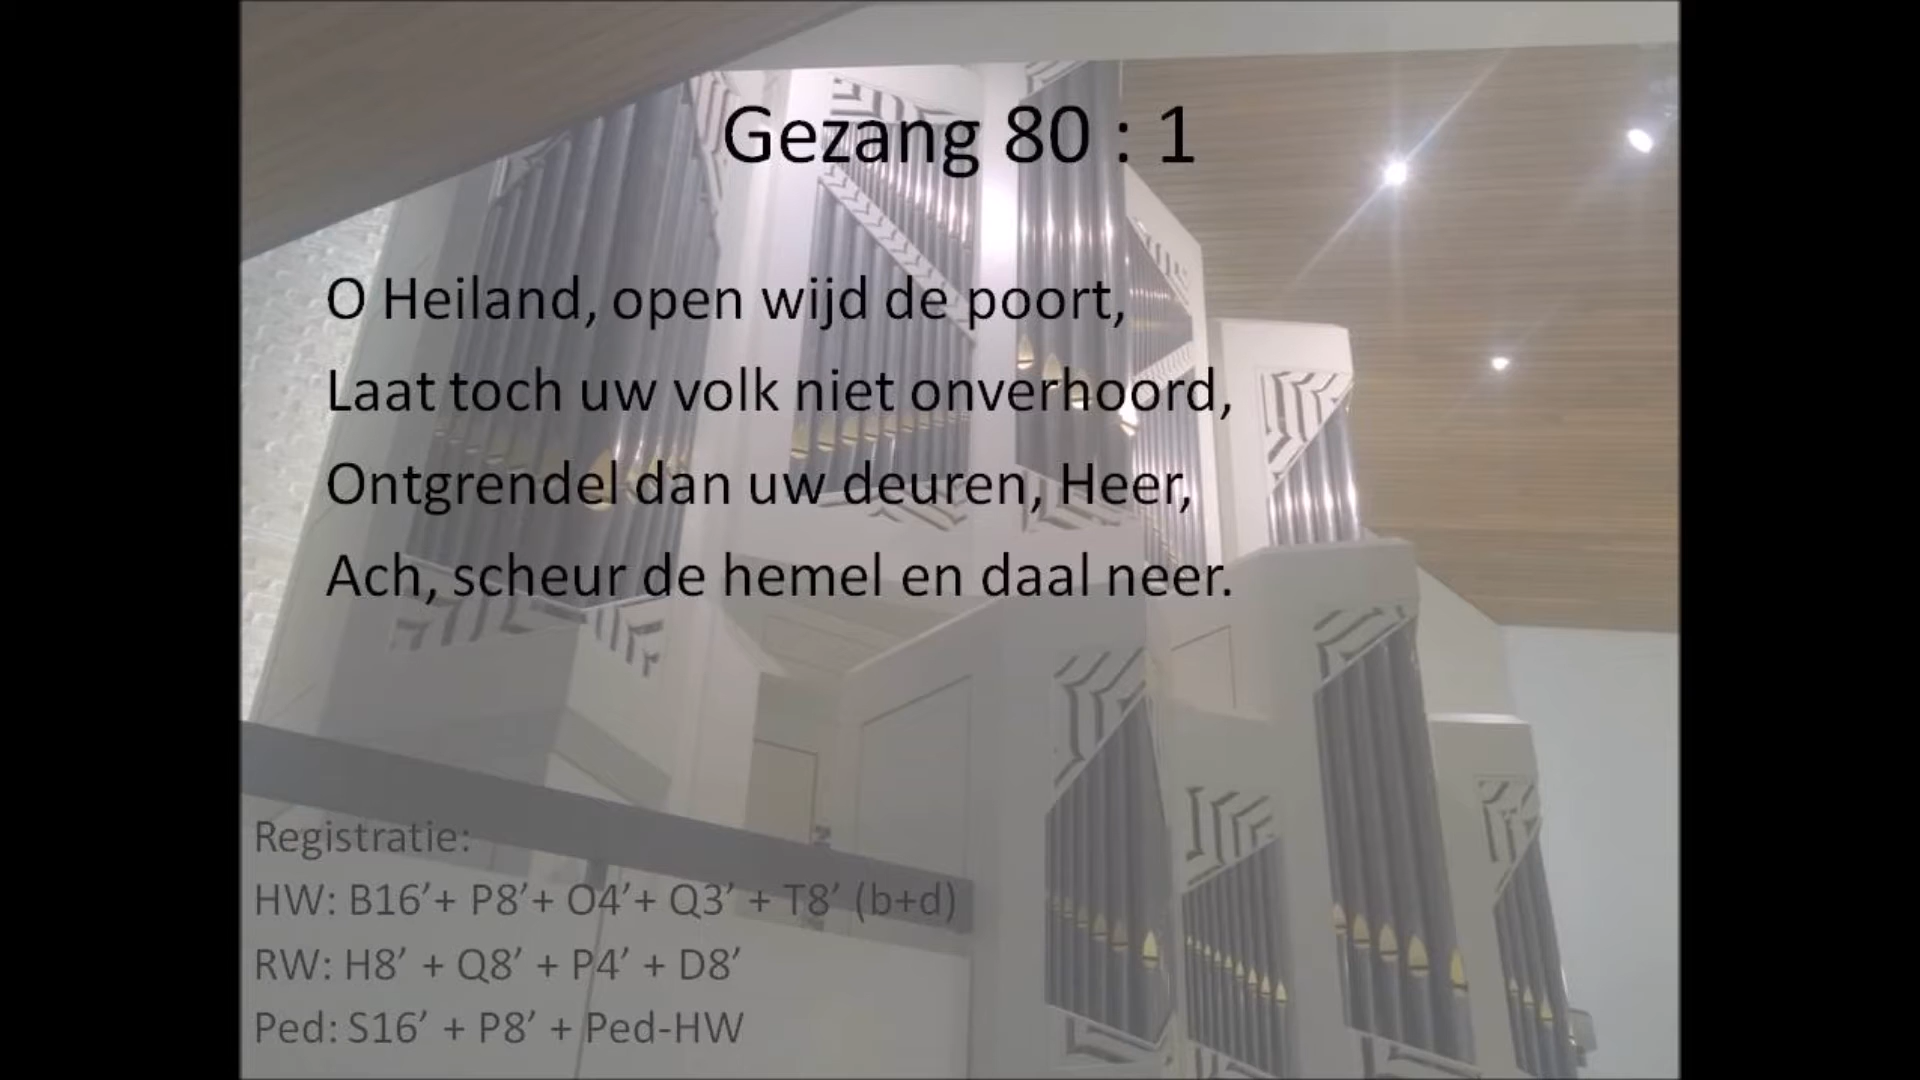 Gezang 80 : 1
O Heiland, open wijd de poort,
Laat toch uw volk niet onverhoord,
Ontgrendel dan uw deuren, Heer,
Ach, scheur de hemel en daal neer.
Registratie:
HW: B16’+ P8’+ O4’+ Q3’ + T8’ (b+d)
RW: H8’ + Q8’ + P4’ + D8’
Ped: S16’ + P8’ + Ped-HW